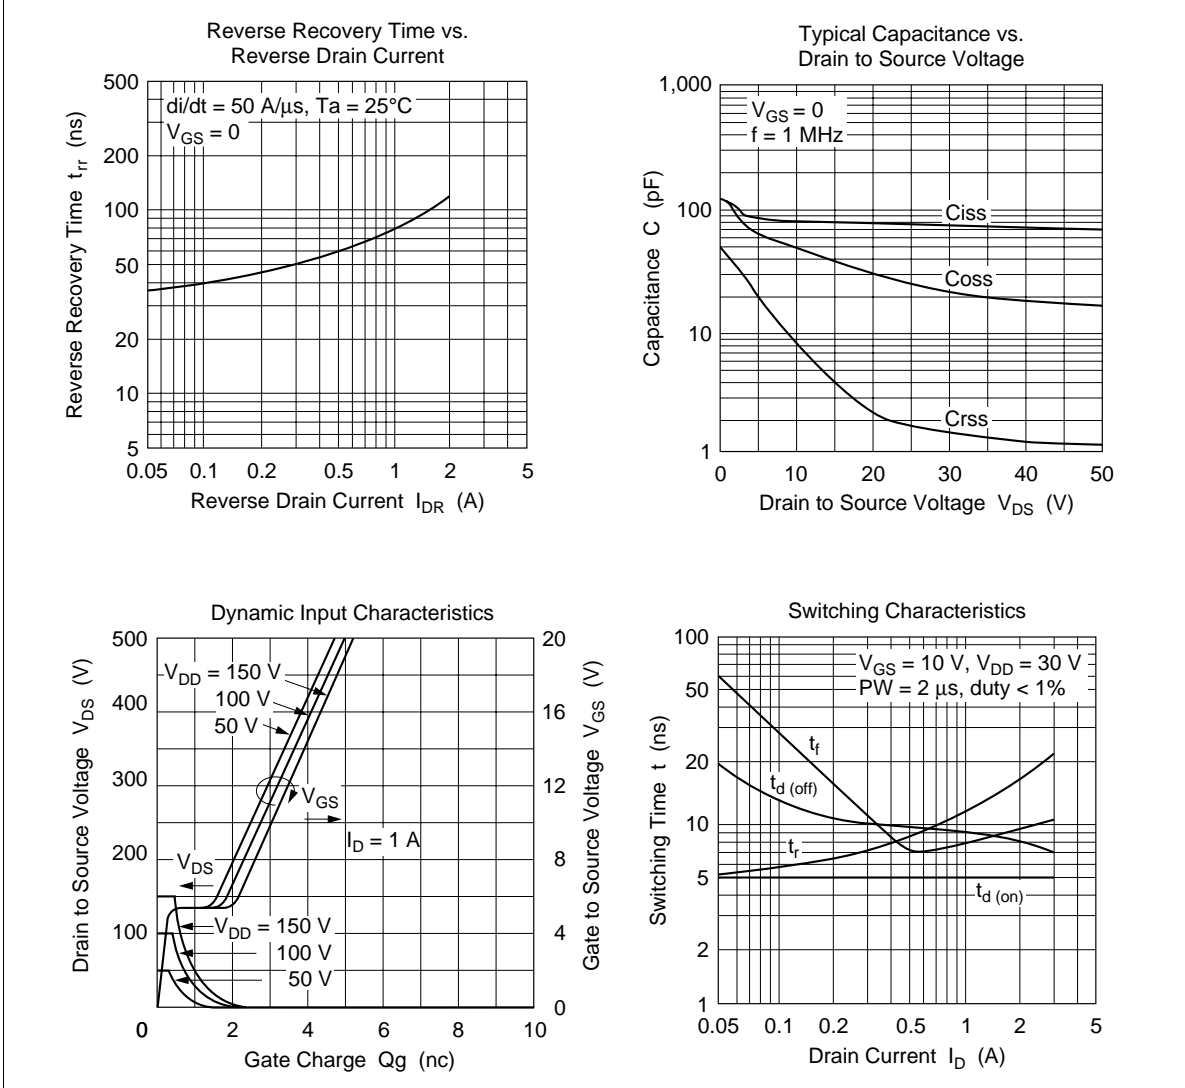 Reverse Recovery Time vs.
Reverse Drain Current
500
200
100
50
20
10
5
0.05 0.1 0.2 0.5 1 2 5
Reverse Recovery Time trr (ns)
Reverse Drain Current IDR (A)
di/dt = 50 A/µs, Ta = 25°C
VGS = 0
Typical Capacitance vs.
Drain to Source Voltage
1,000
100
10
1
0 10 20 30 40 50
Capacitance C (pF)
Drain to Source Voltage VDS (V)
VGS = 0
f = 1 MHz
Ciss
Coss
Crss
Dynamic Input Characteristics
500
400
300
200
100
0 2 4 6 8 10
20
16
12
8
4
0
Drain to Source Voltage VDS (V)
Gate to Source Voltage VGS (V)
Gate Charge Qg (nc)
VDD = 150 V
100 V
50 V
VGS
ID = 1 A
VDS
VDD = 150 V
100 V
50 V
Switching Characteristics
100
50
20
10
5
2
1
0.05 0.1 0.2 0.5 1 2 5
Switching Time t (ns)
Drain Current ID (A)
VGS = 10 V, VDD = 30 V
PW = 2 µs, duty < 1%
tf
td (off)
tr
td (on)